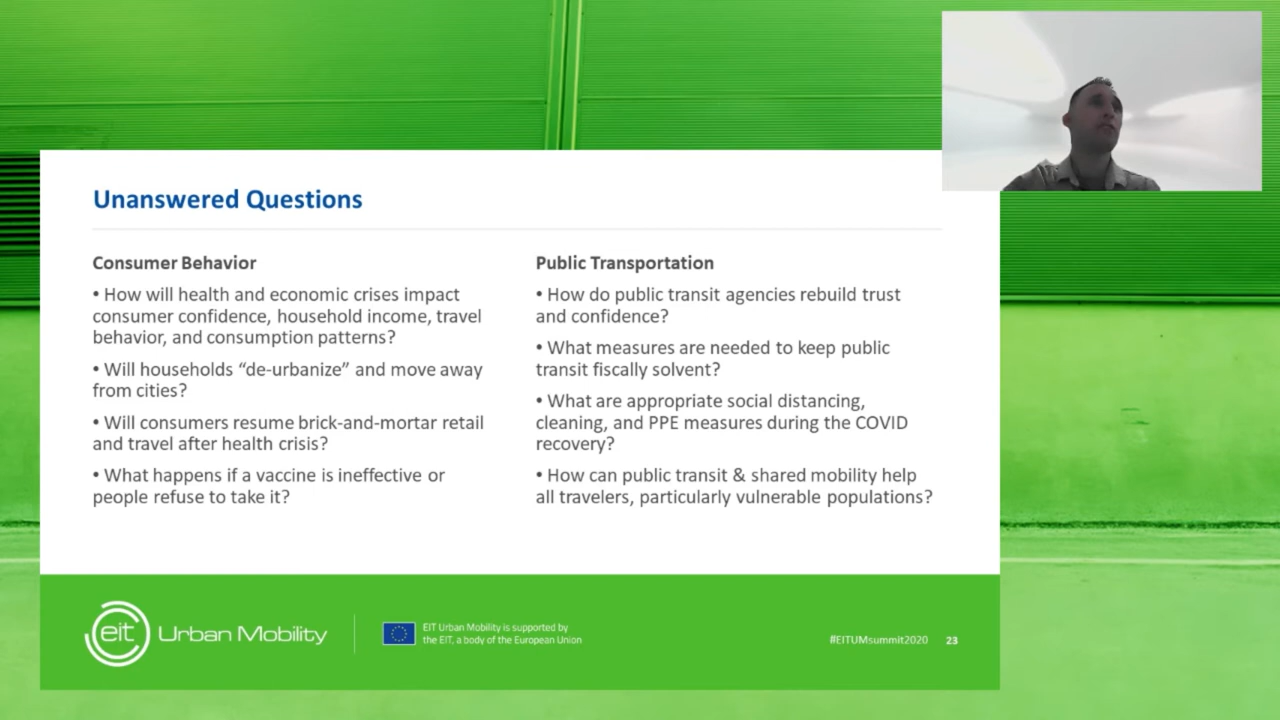 Unanswered Questions
Consumer Behavior
• How will health and economic crises impact
consumer confidence, household income, travel
behavior, and consumption patterns?
• Will households “de-urbanize” and move away
from cities?
• Will consumers resume brick-and-mortar retail
and travel after health crisis?
• What happens if a vaccine is ineffective or
people refuse to take it?
Public Transportation
• How do public transit agencies rebuild trust
and confidence?
• What measures are needed to keep public
transit fiscally solvent?
• What are appropriate social distancing,
cleaning, and PPE measures during the COVID
recovery?
• How can public transit & shared mobility help
all travelers, particularly vulnerable populations?
eit Urban Mobility
EIT Urban Mobility is supported by
the EIT, a body of the European Union
#EITUMsummit2020 23